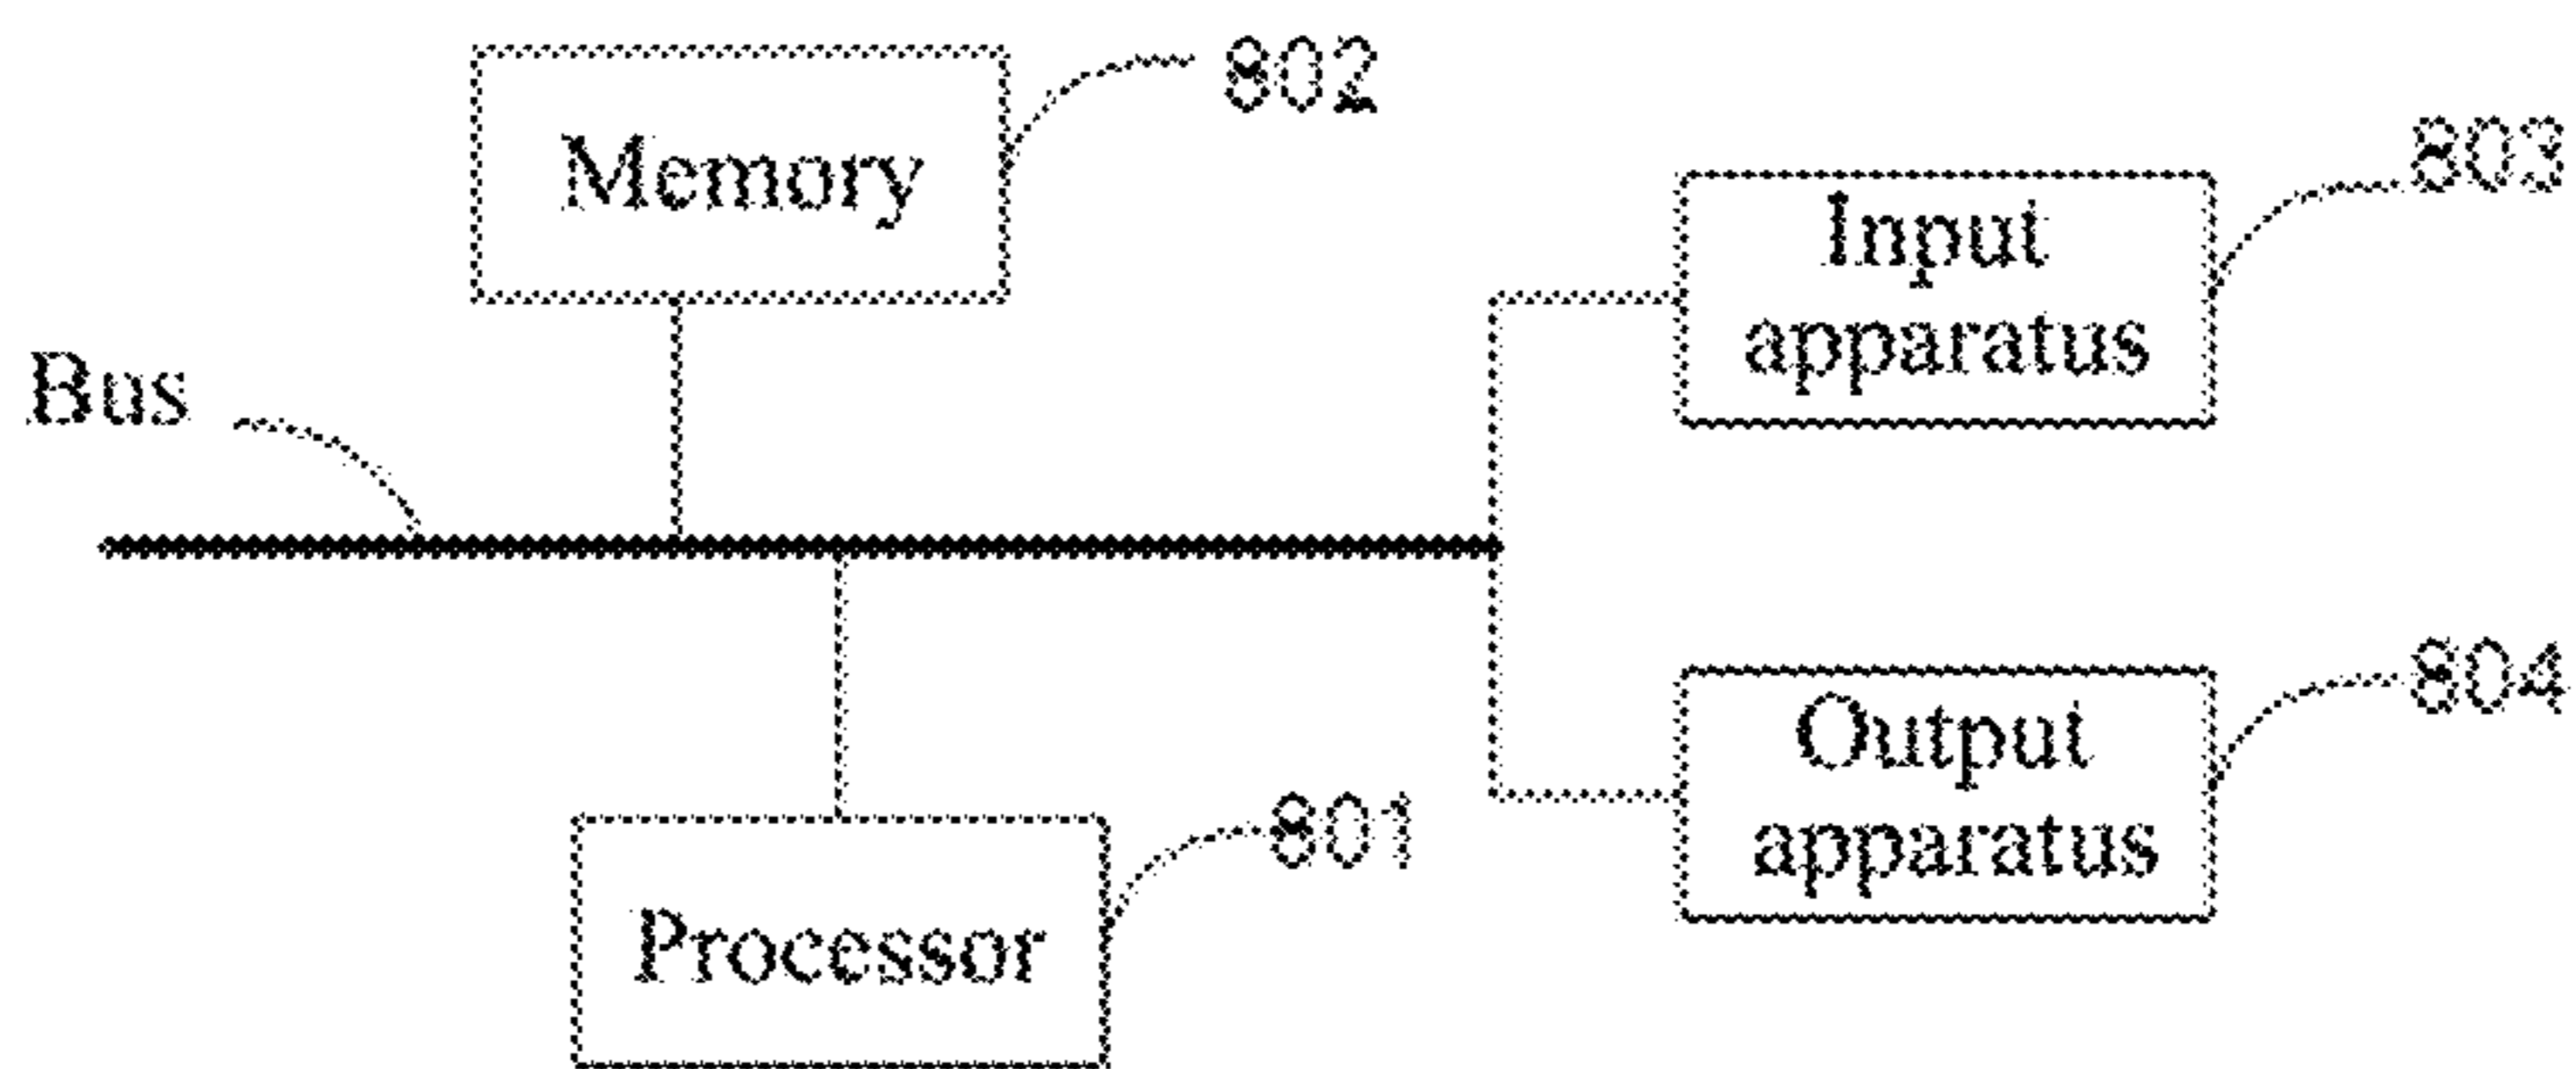 802
Memory
803
Input
apparatus
Bus
804
Output
apparatus
801
Processor